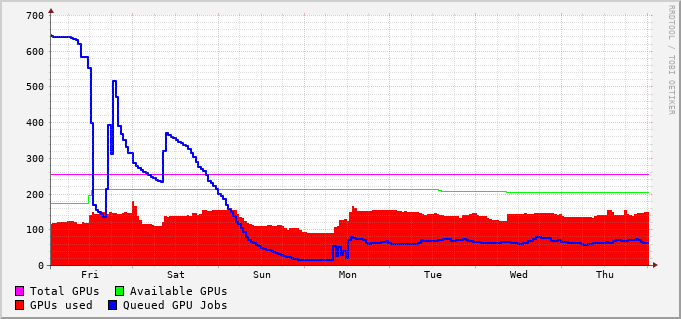 RRDTOOL / TOBI OETIKER
700
600
500
400
300
200
100
0
Fri Sat Sun Mon Tue Wed Thu
Total GPUs Available GPUs
GPUs used Queued GPU Jobs